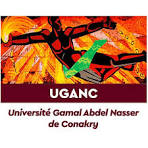 UGANC
Université Gamal Abdel Nasser
de Conakry